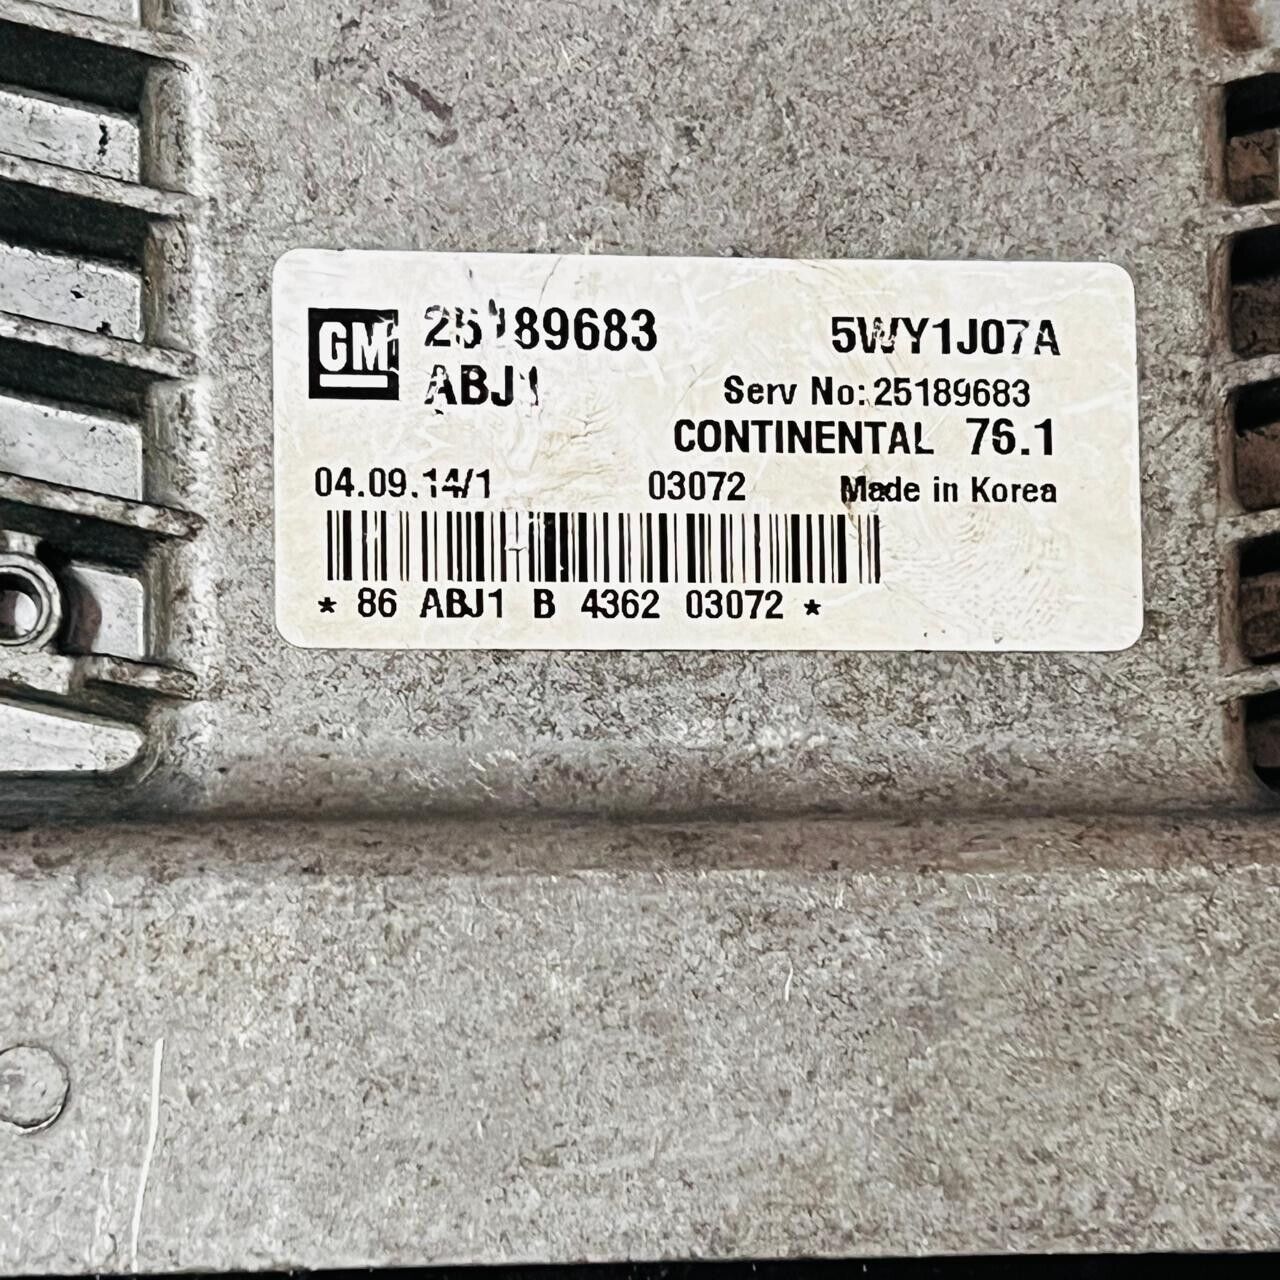 GM 25189683 5WY1J07A
ABJ1 Serv No:25189683
CONTINENTAL 76.1
04.09.14/1 03072 Made in Korea
* 86 ABJ1 B 4362 03072 *